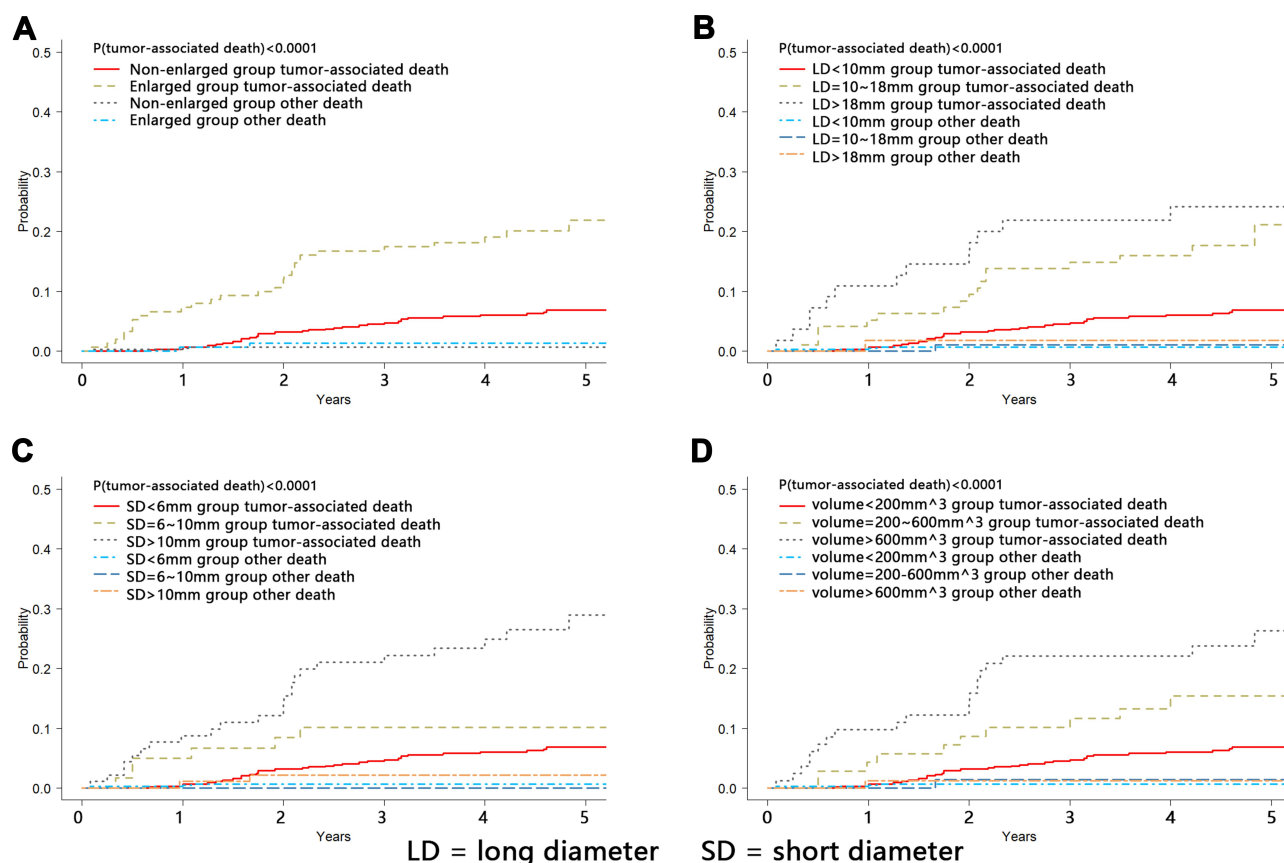 A
P(tumor-associated death)<0.0001
Non-enlarged group tumor-associated death
Enlarged group tumor-associated death
Non-enlarged group other death
Enlarged group other death
Probability
0.5
0.4
0.3
0.2
0.1
0.0
0 1 2 3 4 5
Years
B
P(tumor-associated death)<0.0001
LD<10mm group tumor-associated death
LD=10~18mm group tumor-associated death
LD>18mm group tumor-associated death
LD<10mm group other death
LD=10~18mm group other death
LD>18mm group other death
Probability
0.5
0.4
0.3
0.2
0.1
0.0
0 1 2 3 4 5
Years
C
P(tumor-associated death)<0.0001
SD<6mm group tumor-associated death
SD=6~10mm group tumor-associated death
SD>10mm group tumor-associated death
SD<6mm group other death
SD=6~10mm group other death
SD>10mm group other death
Probability
0.5
0.4
0.3
0.2
0.1
0.0
0 1 2 3 4 5
Years
D
P(tumor-associated death)<0.0001
volume<200mm^3 group tumor-associated death
volume=200~600mm^3 group tumor-associated death
volume>600mm^3 group tumor-associated death
volume<200mm^3 group other death
volume=200-600mm^3 group other death
volume>600mm^3 group other death
Probability
0.5
0.4
0.3
0.2
0.1
0.0
0 1 2 3 4 5
Years
LD = long diameter SD = short diameter